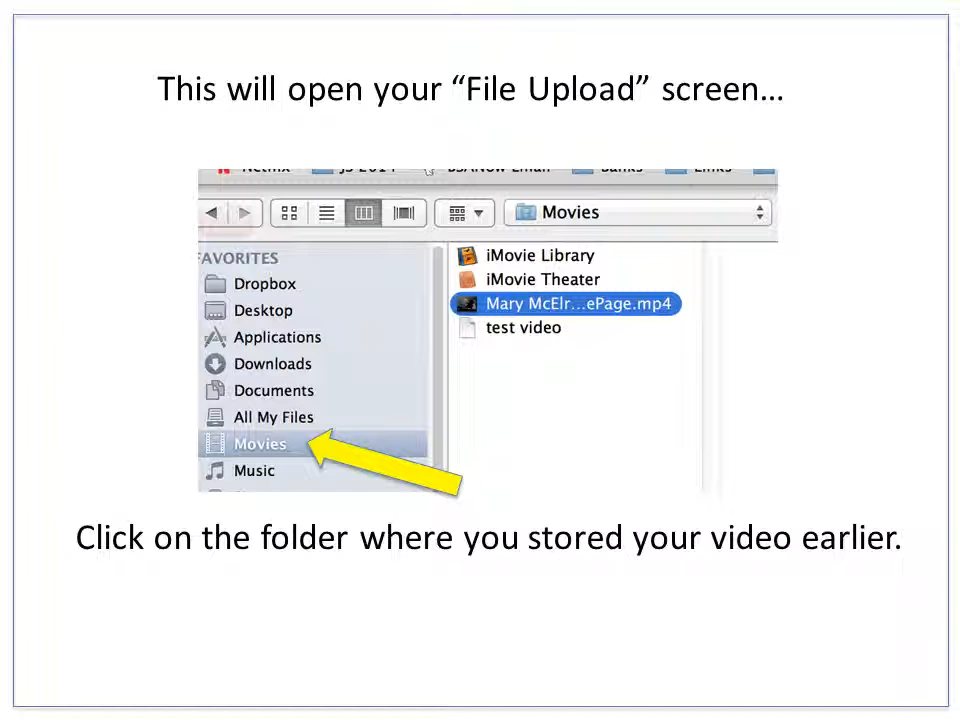 This will open your “File Upload” screen…
Movies
FAVORITES
Dropbox
Desktop
Applications
Downloads
Documents
All My Files
Movies
Music
iMovie Library
iMovie Theater
Mary McElr...ePage.mp4
test video
Click on the folder where you stored your video earlier.